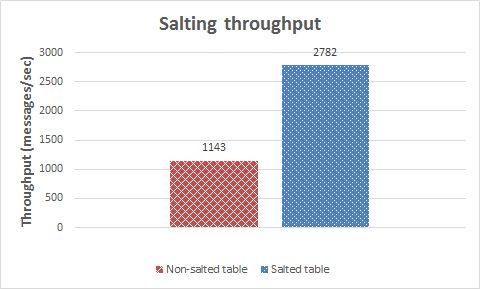 Salting throughput
Throughput (messages/sec)
3000
2500
2000
1500
1000
500
0
1143
2782
Non-salted table
Salted table